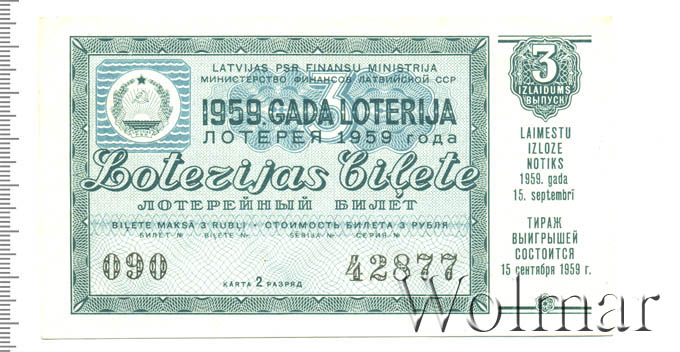 LATVIJAS PSR FINANSU MINISTRIJA
МИНИСТЕРСТВО ФИНАНСОВ ЛАТВИЙСКОЙ ССР
3
1959. GADA LOTERIJA
ЛОТЕРЕЯ 1959 года
Loterijas biļete
ЛОТЕРЕЙНЫЙ БИЛЕТ
BIĻETE MAKSĀ 3 RUBĻI - СТОИМОСТЬ БИЛЕТА 3 РУБЛЯ
БИЛЕТ № BIĻETE № SĒRIJA № СЕРИЯ №
090 42877
KĀRTA 2 РАЗРЯД
3
IZLAIDUMS
ВЫПУСК
LAIMESTU
IZLOZE
NOTIKS
1959. gada
15. septembrī
ТИРАЖ
ВЫИГРЫШЕЙ
СОСТОИТСЯ
15 сентября 1959 г.
Wolmar